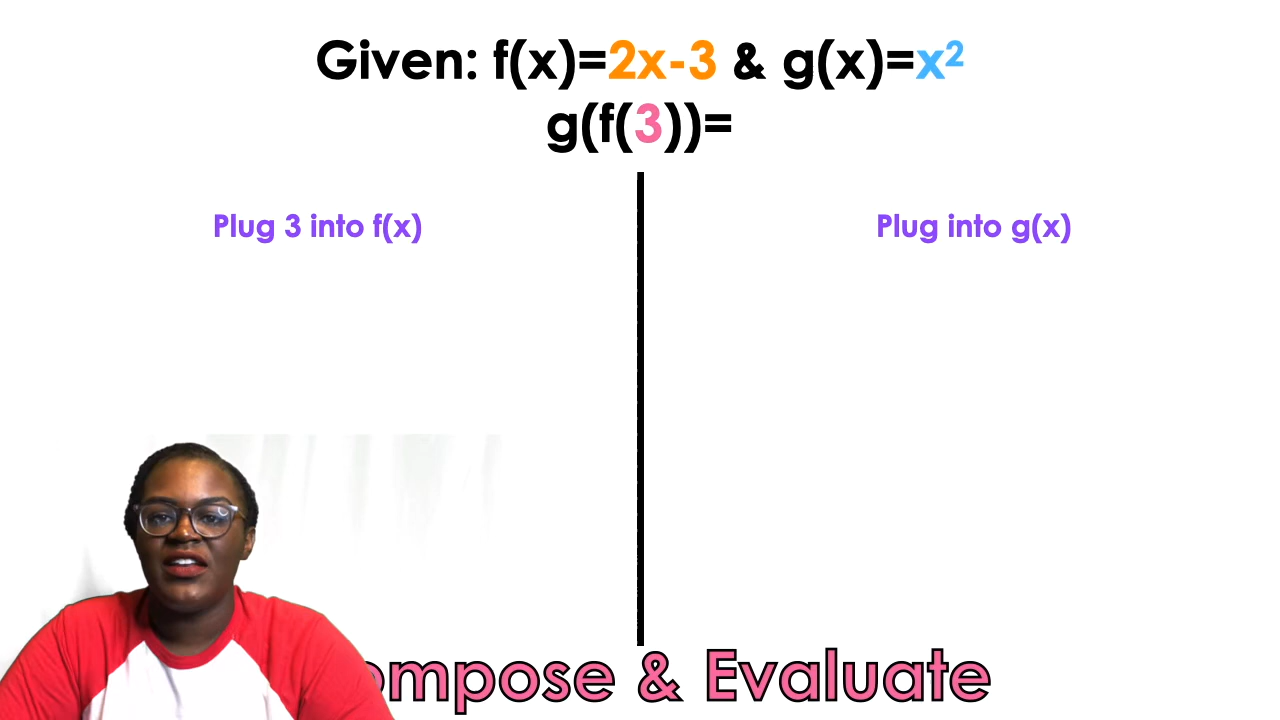 Given: f(x)=2x-3 & g(x)=x²
g(f(3))=
Plug 3 into f(x)
Plug into g(x)
ompose & Evaluate